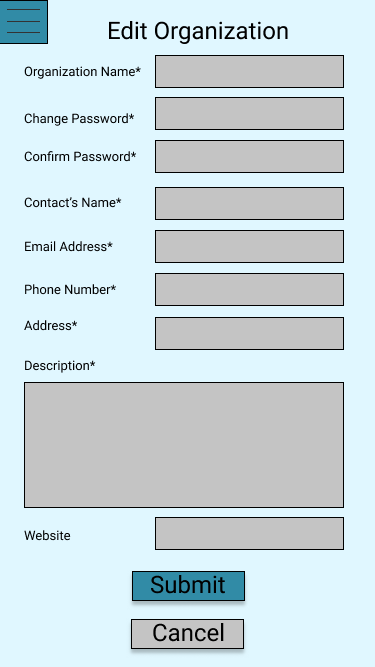 Edit Organization
Organization Name*
Change Password*
Confirm Password*
Contact's Name*
Email Address*
Phone Number*
Address*
Description*
Website
Submit
Cancel